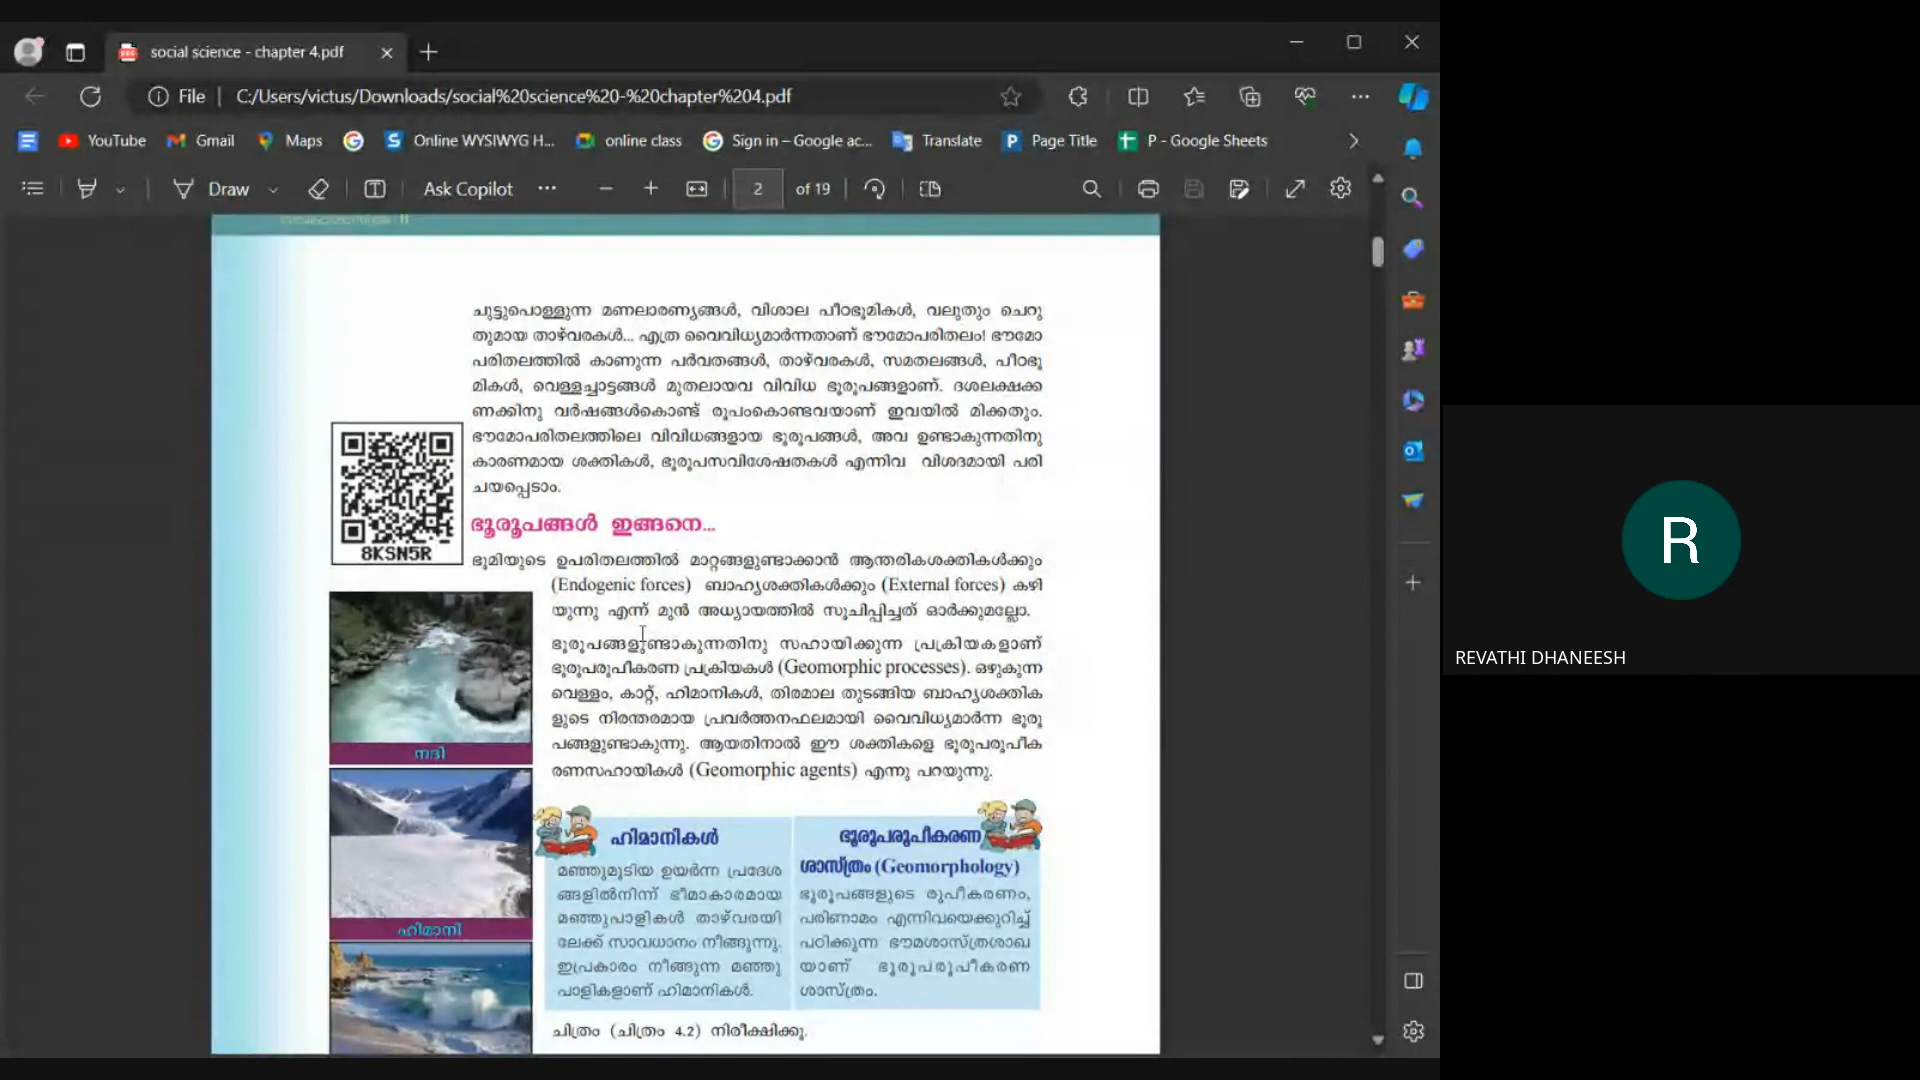 social science - chapter 4.pdf
File
C:/Users/victus/Downloads/social%20science%20-%20chapter%204.pdf
YouTube
Gmail
Maps
Online WYSIWYG H...
online class
Sign in – Google ac...
Translate
Page Title
P - Google Sheets
Draw
Ask Copilot
2
of 19
ചുട്ടുപൊള്ളുന്ന മണലാരണ്യങ്ങൾ, വിശാല പീഠഭൂമികൾ, വലുതും ചെറു
തുമായ താഴ്‌വരകൾ... എത്ര വൈവിധ്യമാർന്നതാണ് ഭൗമോപരിതലം! ഭൗമോ
പരിതലത്തിൽ കാണുന്ന പർവതങ്ങൾ, താഴ്‌വരകൾ, സമതലങ്ങൾ, പീഠഭൂ
മികൾ, വെള്ളച്ചാട്ടങ്ങൾ മുതലായവ വിവിധ ഭൂരൂപങ്ങളാണ്. ദശലക്ഷക്ക
ണക്കിനു വർഷങ്ങൾകൊണ്ട് രൂപംകൊണ്ടവയാണ് ഇവയിൽ മിക്കതും.
ഭൗമോപരിതലത്തിലെ വിവിധങ്ങളായ ഭൂരൂപങ്ങൾ, അവ ഉണ്ടാകുന്നതിനു
കാരണമായ ശക്തികൾ, ഭൂരൂപസവിശേഷതകൾ എന്നിവ വിശദമായി പരി
ചയപ്പെടാം.
8KSN5R
ഭൂരൂപങ്ങൾ ഇങ്ങനെ...
ഭൂമിയുടെ ഉപരിതലത്തിൽ മാറ്റങ്ങളുണ്ടാക്കാൻ ആന്തരികശക്തികൾക്കും
(Endogenic forces) ബാഹ്യശക്തികൾക്കും (External forces) കഴി
യുന്നു എന്ന് മുൻ അധ്യായത്തിൽ സൂചിപ്പിച്ചത് ഓർക്കുമല്ലോ.
ഭൂരൂപങ്ങളുണ്ടാകുന്നതിനു സഹായിക്കുന്ന പ്രക്രിയകളാണ്
ഭൂരൂപരൂപീകരണ പ്രക്രിയകൾ (Geomorphic processes). ഒഴുകുന്ന
വെള്ളം, കാറ്റ്, ഹിമാനികൾ, തിരമാല തുടങ്ങിയ ബാഹ്യശക്തിക
ളുടെ നിരന്തരമായ പ്രവർത്തനഫലമായി വൈവിധ്യമാർന്ന ഭൂരൂ
പങ്ങളുണ്ടാകുന്നു. ആയതിനാൽ ഈ ശക്തികളെ ഭൂരൂപരൂപീക
രണസഹായികൾ (Geomorphic agents) എന്നു പറയുന്നു.
നദി
ഹിമാനി
ഹിമാനികൾ
മഞ്ഞുമൂടിയ ഉയർന്ന പ്രദേശ
ങ്ങളിൽനിന്ന് ഭീമാകാരമായ
മഞ്ഞുപാളികൾ താഴ്‌വരയി
ലേക്ക് സാവധാനം നീങ്ങുന്നു.
ഇപ്രകാരം നീങ്ങുന്ന മഞ്ഞു
പാളികളാണ് ഹിമാനികൾ.
ഭൂരൂപരൂപീകരണ
ശാസ്ത്രം (Geomorphology)
ഭൂരൂപങ്ങളുടെ രൂപീകരണം,
പരിണാമം എന്നിവയെക്കുറിച്ച്
പഠിക്കുന്ന ഭൗമശാസ്ത്രശാഖ
യാണ് ഭൂരൂപരൂപീകരണ
ശാസ്ത്രം.
ചിത്രം (ചിത്രം 4.2) നിരീക്ഷിക്കൂ.
R
REVATHI DHANEESH